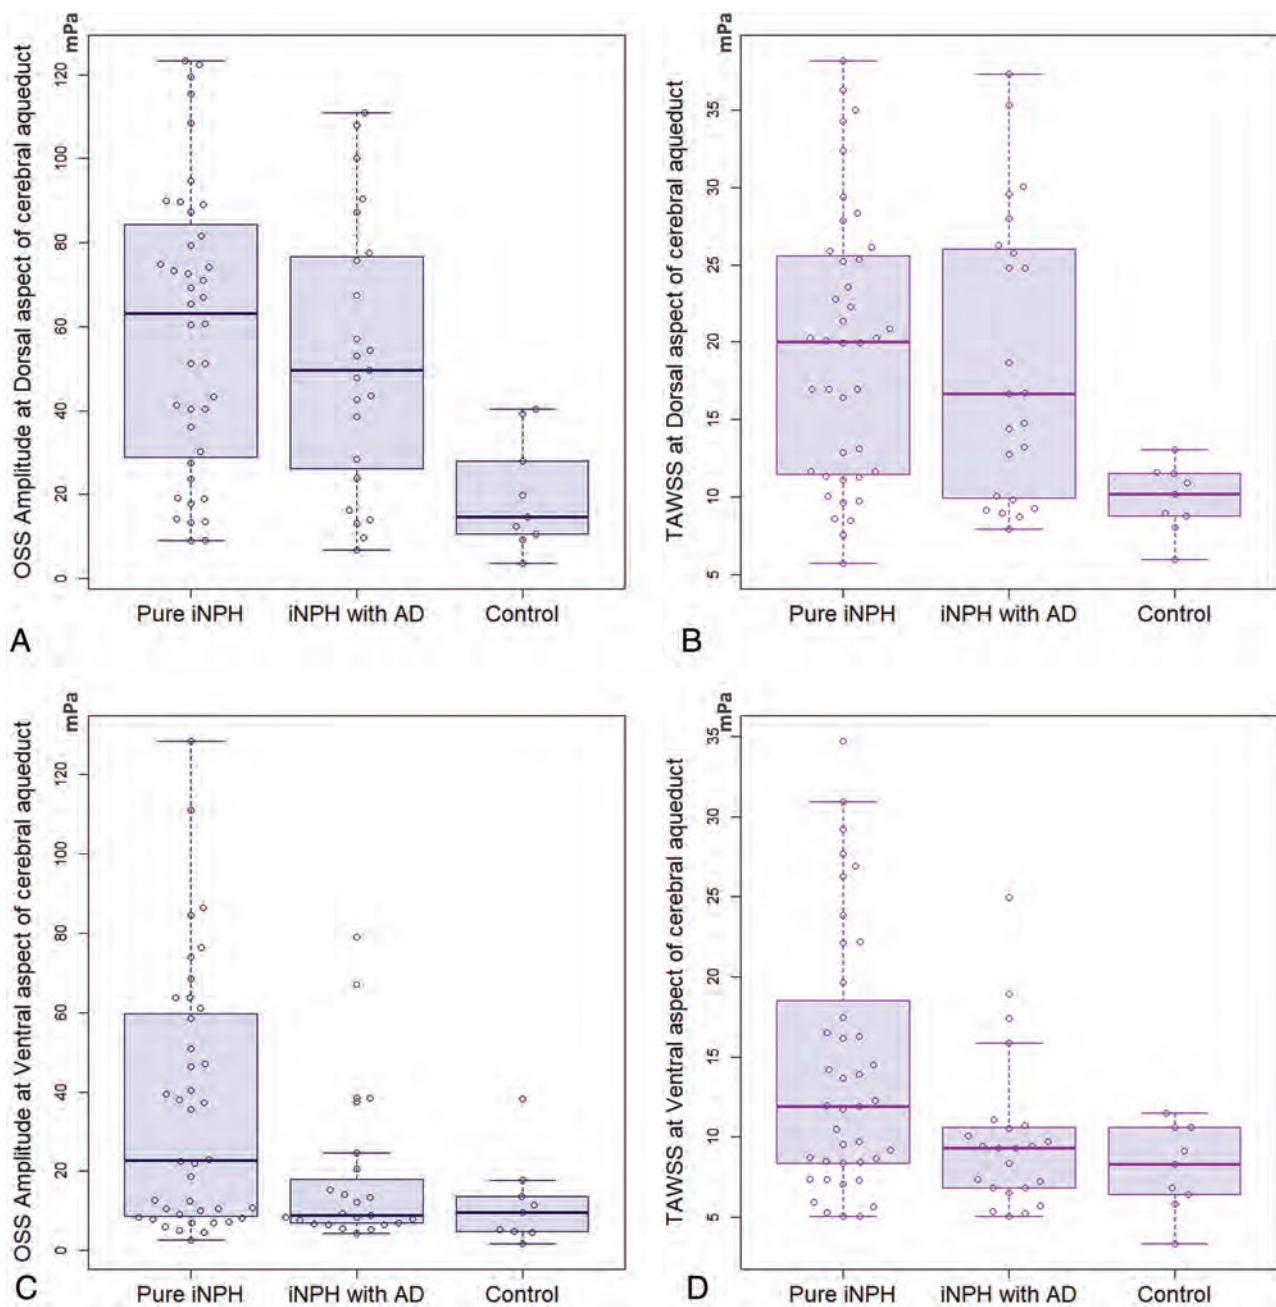 mPa
OSS Amplitude at Dorsal aspect of cerebral aqueduct
120
100
80
60
40
20
0
Pure iNPH
iNPH with AD
Control
A
mPa
TAWSS at Dorsal aspect of cerebral aqueduct
35
30
25
20
15
10
5
Pure iNPH
iNPH with AD
Control
B
mPa
OSS Amplitude at Ventral aspect of cerebral aqueduct
120
100
80
60
40
20
0
Pure iNPH
iNPH with AD
Control
C
mPa
TAWSS at Ventral aspect of cerebral aqueduct
35
30
25
20
15
10
5
Pure iNPH
iNPH with AD
Control
D